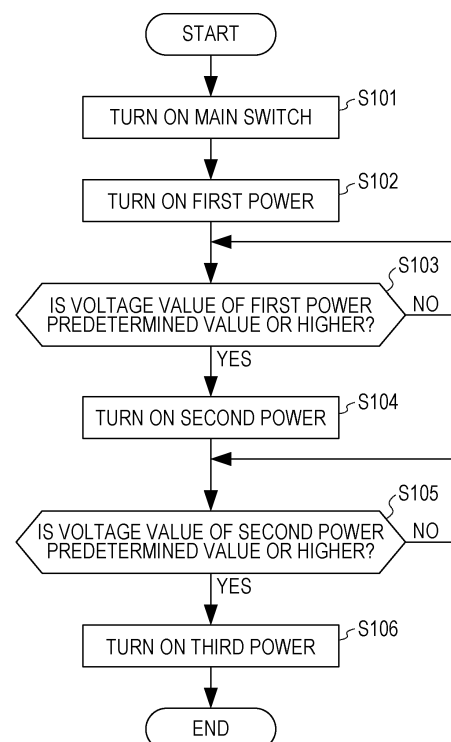 START
TURN ON MAIN SWITCH
S101
TURN ON FIRST POWER
S102
S103
IS VOLTAGE VALUE OF FIRST POWER
PREDETERMINED VALUE OR HIGHER?
NO
YES
TURN ON SECOND POWER
S104
S105
IS VOLTAGE VALUE OF SECOND POWER
PREDETERMINED VALUE OR HIGHER?
NO
YES
TURN ON THIRD POWER
S106
END